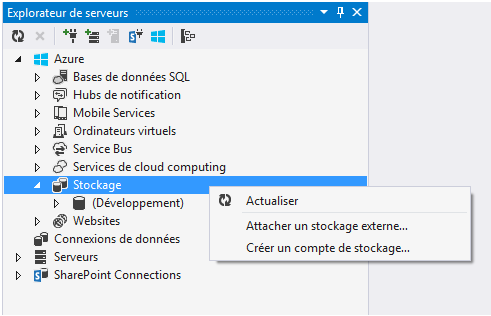 Explorateur de serveurs
Azure
Bases de données SQL
Hubs de notification
Mobile Services
Ordinateurs virtuels
Service Bus
Services de cloud computing
Stockage
(Développement)
Websites
Connexions de données
Serveurs
SharePoint Connections
Actualiser
Attacher un stockage externe...
Créer un compte de stockage...